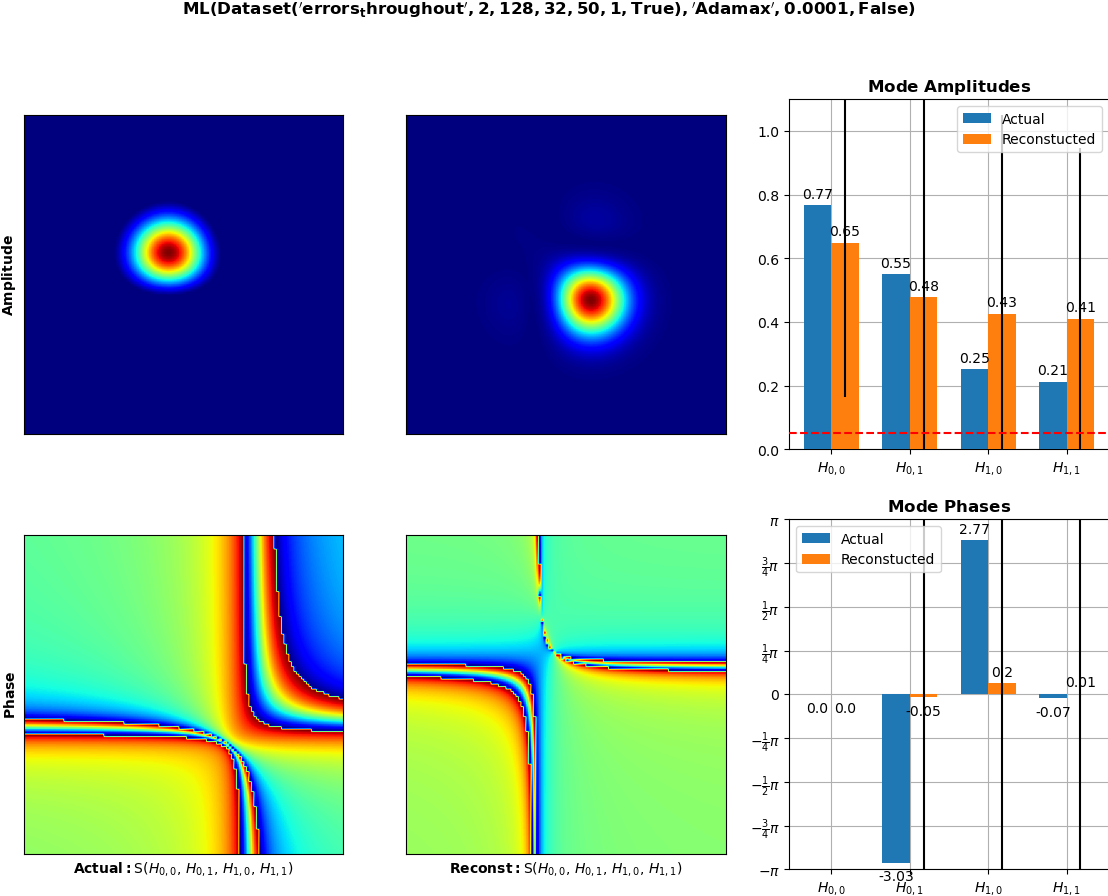 ML(Dataset(′errors_throughout′, 2, 128, 32, 50, 1, True), ′Adamax′, 0.0001, False)
Amplitude
Mode Amplitudes
Actual
Reconstucted
1.0
0.8
0.6
0.4
0.2
0.0
0.77
0.65
0.55
0.48
0.25
0.43
0.21
0.41
H0,0
H0,1
H1,0
H1,1
Phase
Actual: S(H0,0, H0,1, H1,0, H1,1)
Reconst: S(H0,0, H0,1, H1,0, H1,1)
Mode Phases
Actual
Reconstucted
π
3/4π
1/2π
1/4π
0
−1/4π
−1/2π
−3/4π
−π
0.0 0.0
-3.03
-0.05
2.77
0.2
-0.07
0.01
H0,0
H0,1
H1,0
H1,1